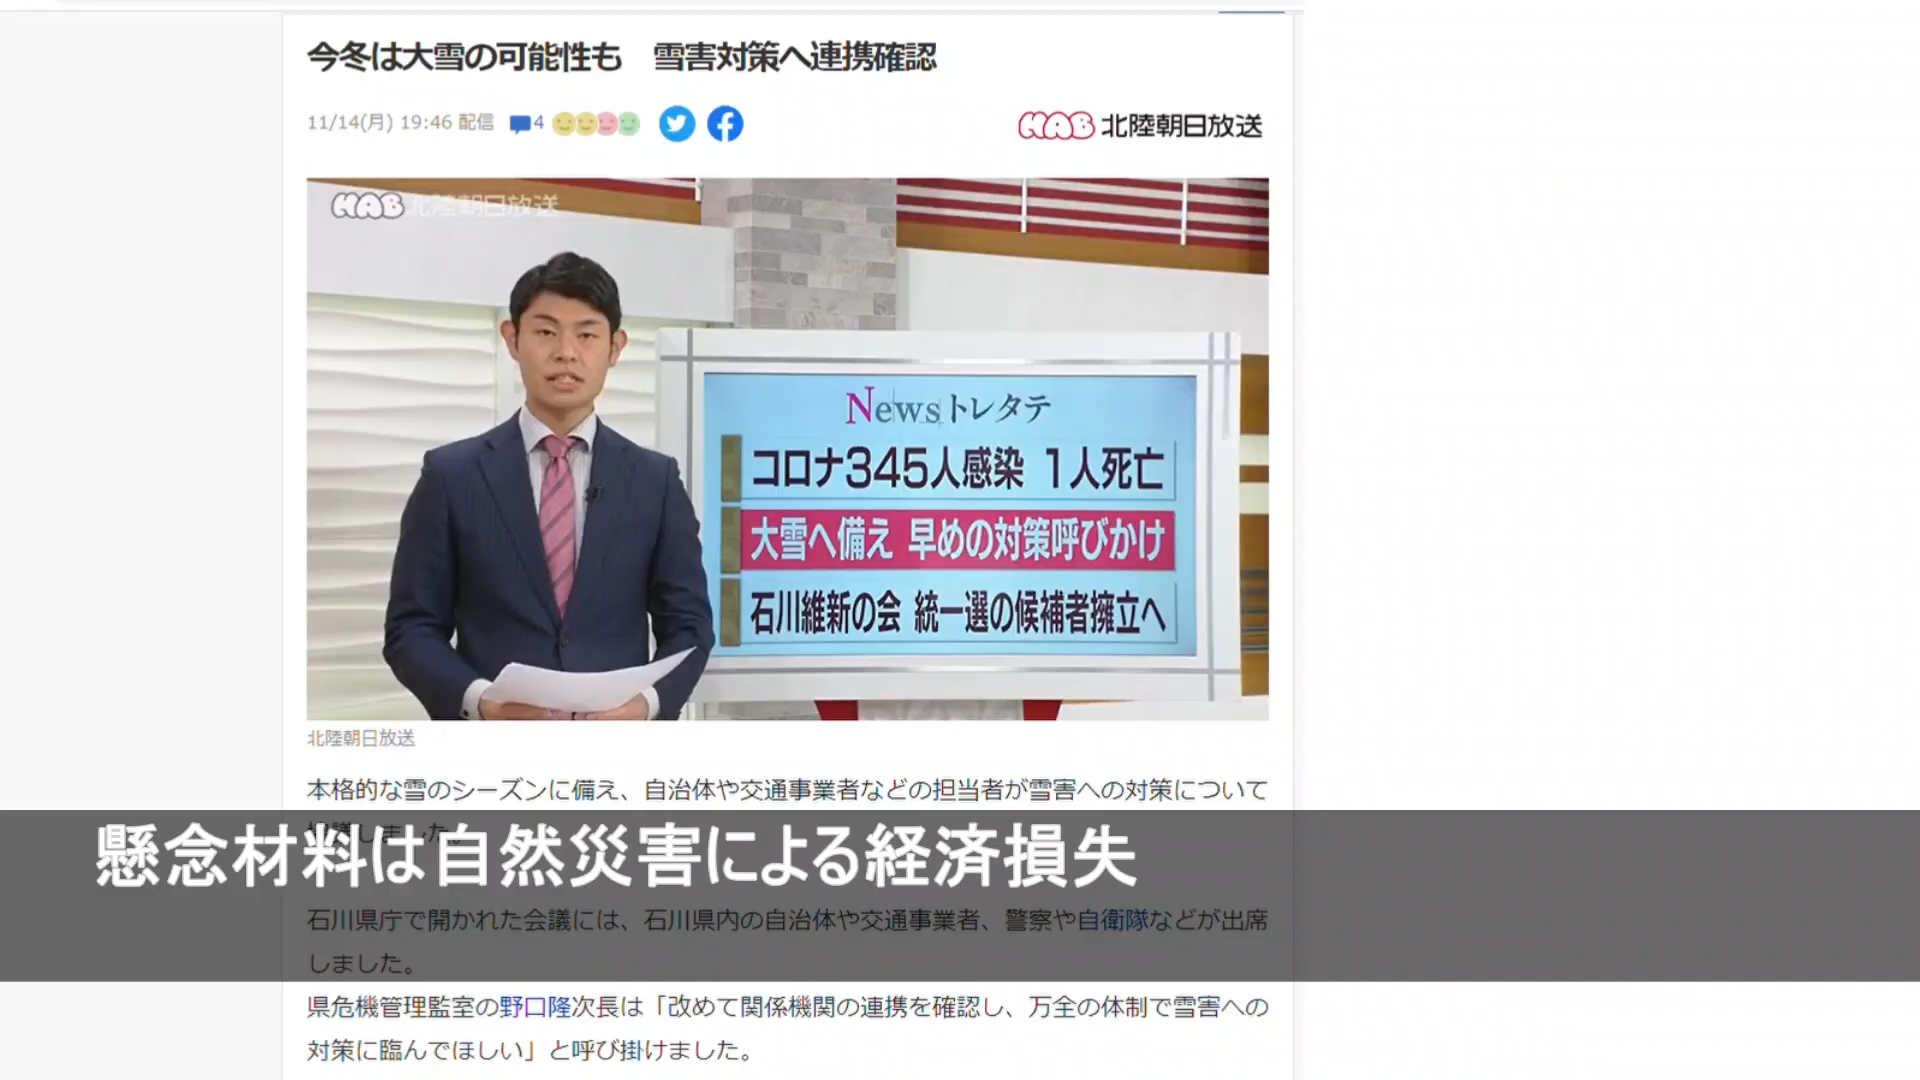 今冬は大雪の可能性も 雪害対策へ連携確認
11/14(月) 19:46 配信 4
HAB 北陸朝日放送
HAB 北陸朝日放送
News トレタテ
コロナ345人感染 1人死亡
大雪へ備え 早めの対策呼びかけ
石川維新の会 統一選の候補者擁立へ
北陸朝日放送
本格的な雪のシーズンに備え、自治体や交通事業者などの担当者が雪害への対策について
しました。
懸念材料は自然災害による経済損失
石川県庁で開かれた会議には、石川県内の自治体や交通事業者、警察や自衛隊などが出席
しました。
県危機管理監室の野口隆次長は「改めて関係機関の連携を確認し、万全の体制で雪害への
対策に臨んでほしい」と呼び掛けました。